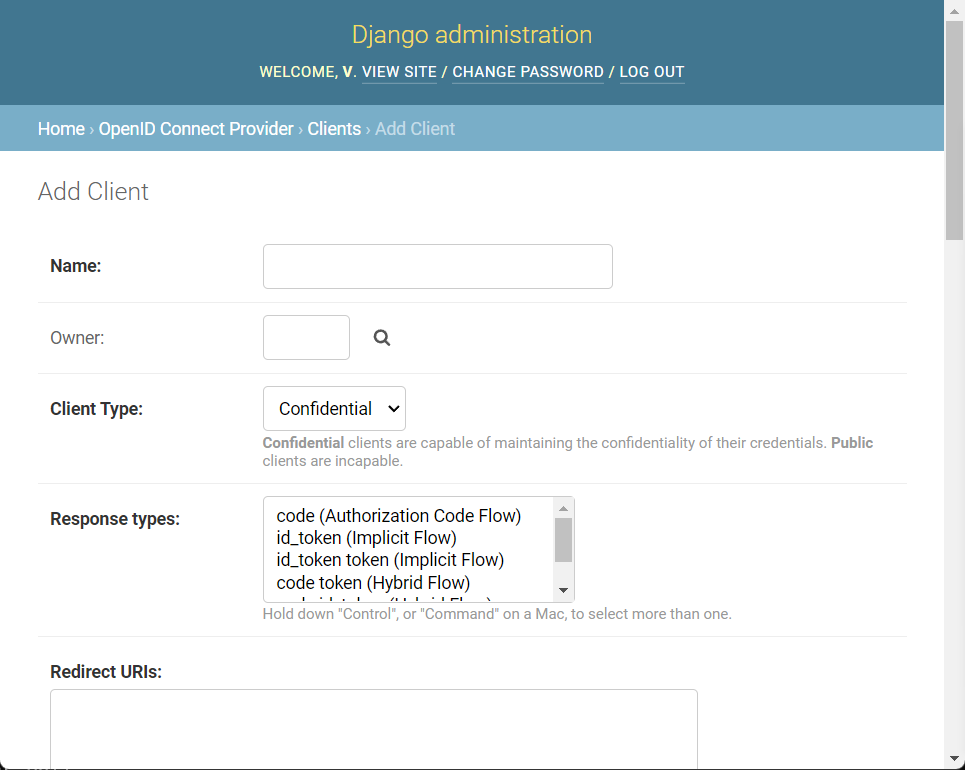 Django administration
WELCOME, V. VIEW SITE / CHANGE PASSWORD / LOG OUT
Home › OpenID Connect Provider › Clients › Add Client
Add Client
Name:
Owner:
Client Type:
Confidential
Confidential clients are capable of maintaining the confidentiality of their credentials. Public
clients are incapable.
Response types:
code (Authorization Code Flow)
id_token (Implicit Flow)
id_token token (Implicit Flow)
code token (Hybrid Flow)
Hold down "Control", or "Command" on a Mac, to select more than one.
Redirect URIs: